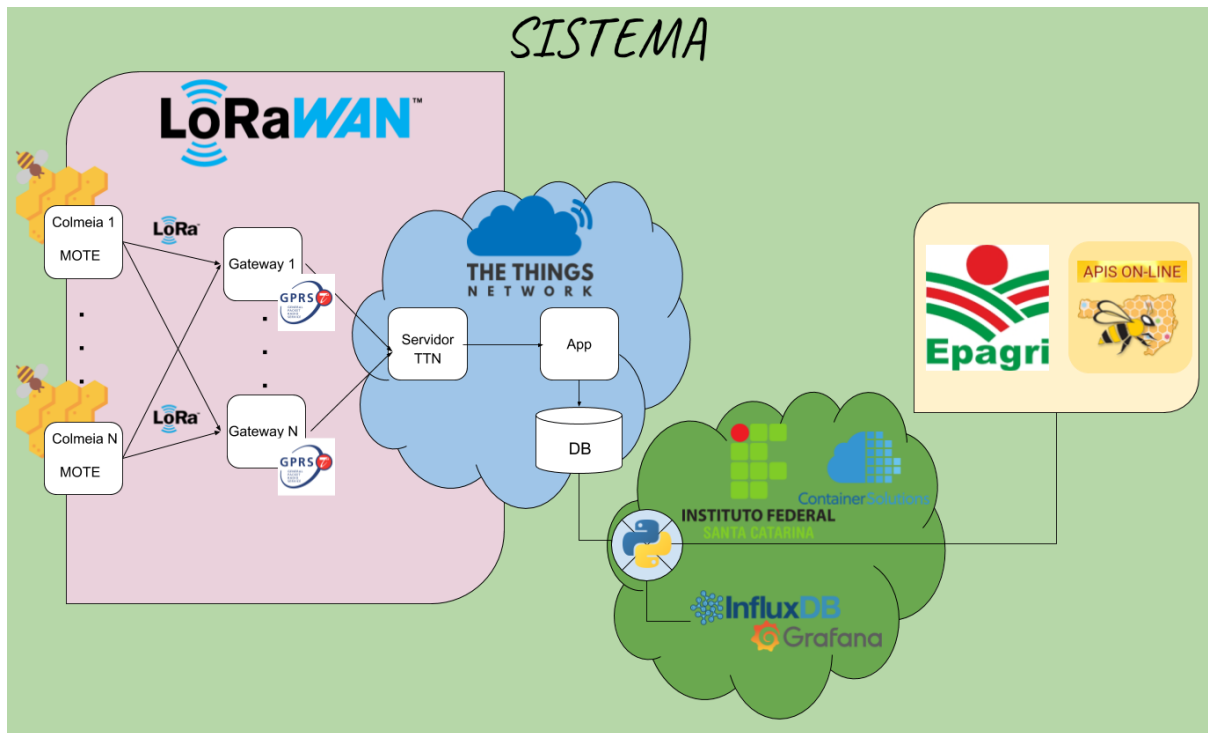 SISTEMA
LoRaWAN™
Colmeia 1
MOTE
LoRa
Gateway 1
GPRS
Colmeia N
MOTE
LoRa
Gateway N
GPRS
THE THINGS
NETWORK
Servidor
TTN
App
DB
INSTITUTO FEDERAL
SANTA CATARINA
ContainerSolutions
InfluxDB
Grafana
Epagri
APIS ON-LINE